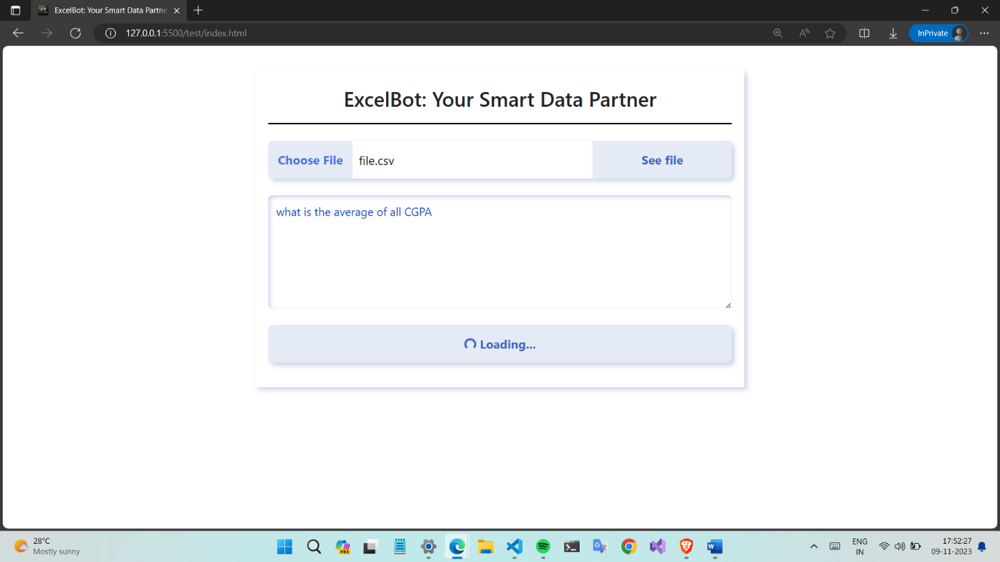 ExcelBot: Your Smart Data Partne
127.0.0.1:5500/test/index.html
InPrivate
ExcelBot: Your Smart Data Partner
Choose File
file.csv
See file
what is the average of all CGPA
Loading...
28°C
Mostly sunny
PRE
ENG
IN
17:52:27
09-11-2023